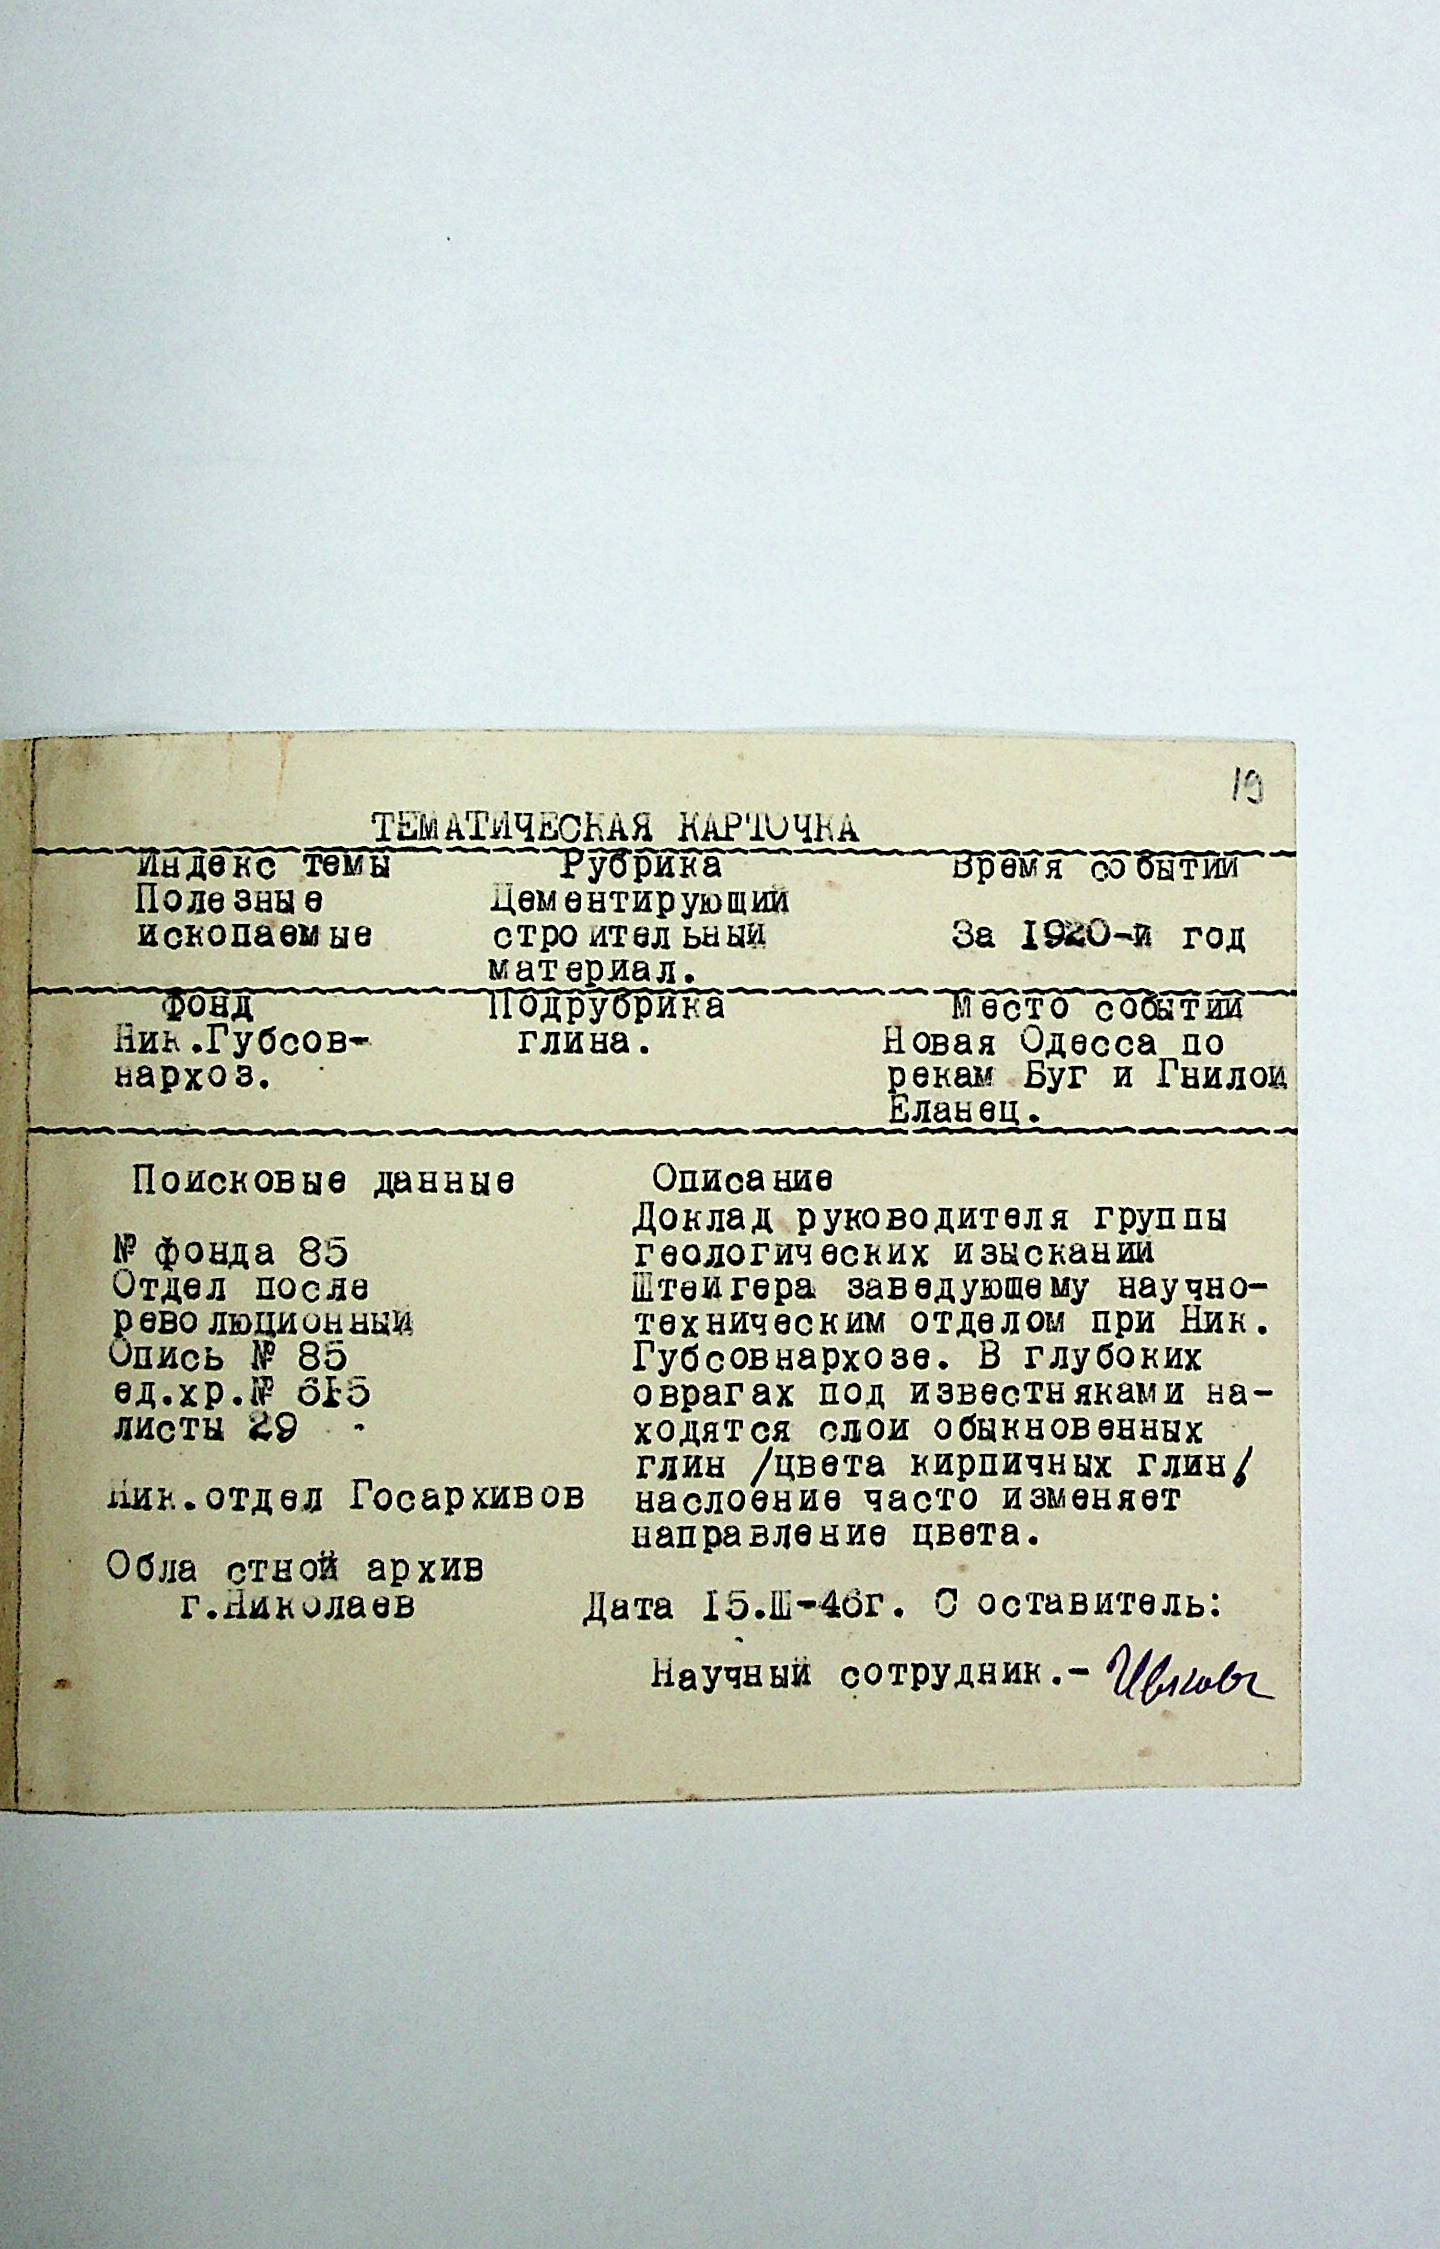 19
ТЕМАТИЧЕСКАЯ КАРТОЧКА
Индекс темы Рубрика Время событий
Полезные Цементирующий
ископаемые строительный За 1920-й год
материал.
Фонд Подрубрика Место событий
Ник.Губсов- глина. Новая Одесса по
нархоз. рекам Буг и Гнилой
Еланец.
Поисковые данные Описание
Доклад руководителя группы
№ фонда 85 геологических изысканий
Отдел после Штейгера заведующему научно-
революционный техническим отделом при Ник.
Опись № 85 Губсовнархозе. В глубоких
ед.хр.№ 615 оврагах под известняками на-
листы 29 ходятся слои обыкновенных
глин /цвета кирпичных глин/
Ник.отдел Госархивов наслоение часто изменяет
направление цвета.
Областной архив
г.Николаев Дата 15.Ш-46г. Составитель:
Научный сотрудник.-